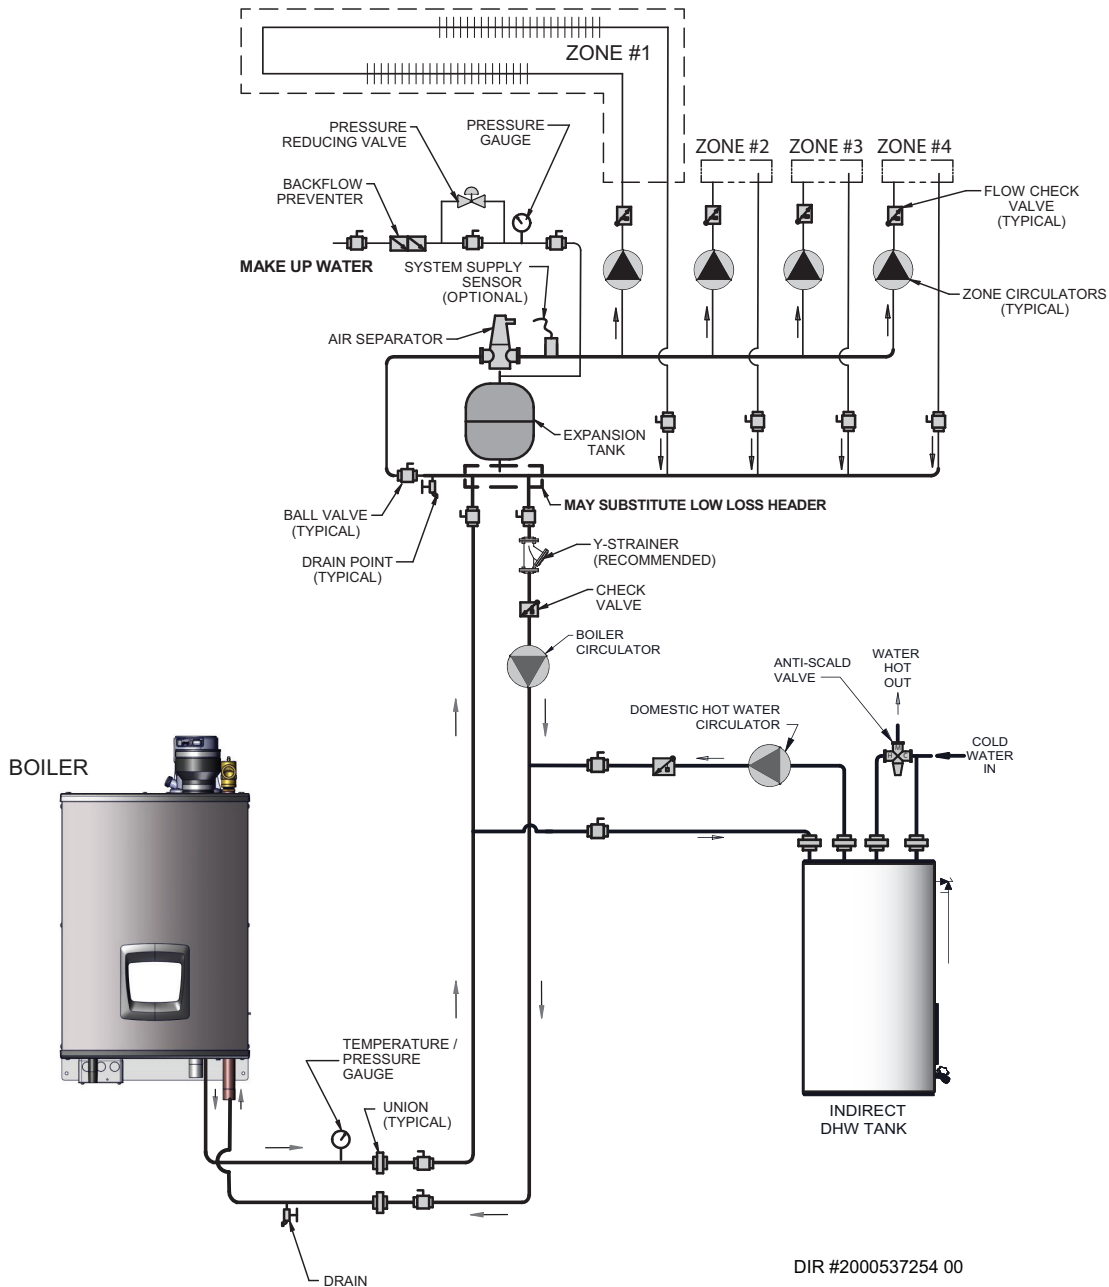 ZONE #1
PRESSURE
REDUCING VALVE
PRESSURE
GAUGE
ZONE #2
ZONE #3
ZONE #4
BACKFLOW
PREVENTER
FLOW CHECK
VALVE
(TYPICAL)
MAKE UP WATER
SYSTEM SUPPLY
SENSOR
(OPTIONAL)
ZONE CIRCULATORS
(TYPICAL)
AIR SEPARATOR
EXPANSION
TANK
BALL VALVE
(TYPICAL)
MAY SUBSTITUTE LOW LOSS HEADER
DRAIN POINT
(TYPICAL)
Y-STRAINER
(RECOMMENDED)
CHECK
VALVE
BOILER
CIRCULATOR
ANTI-SCALD
VALVE
WATER
HOT
OUT
DOMESTIC HOT WATER
CIRCULATOR
M
H
C
COLD
WATER
IN
BOILER
TEMPERATURE /
PRESSURE
GAUGE
UNION
(TYPICAL)
INDIRECT
DHW TANK
DRAIN
DIR #2000537254 00